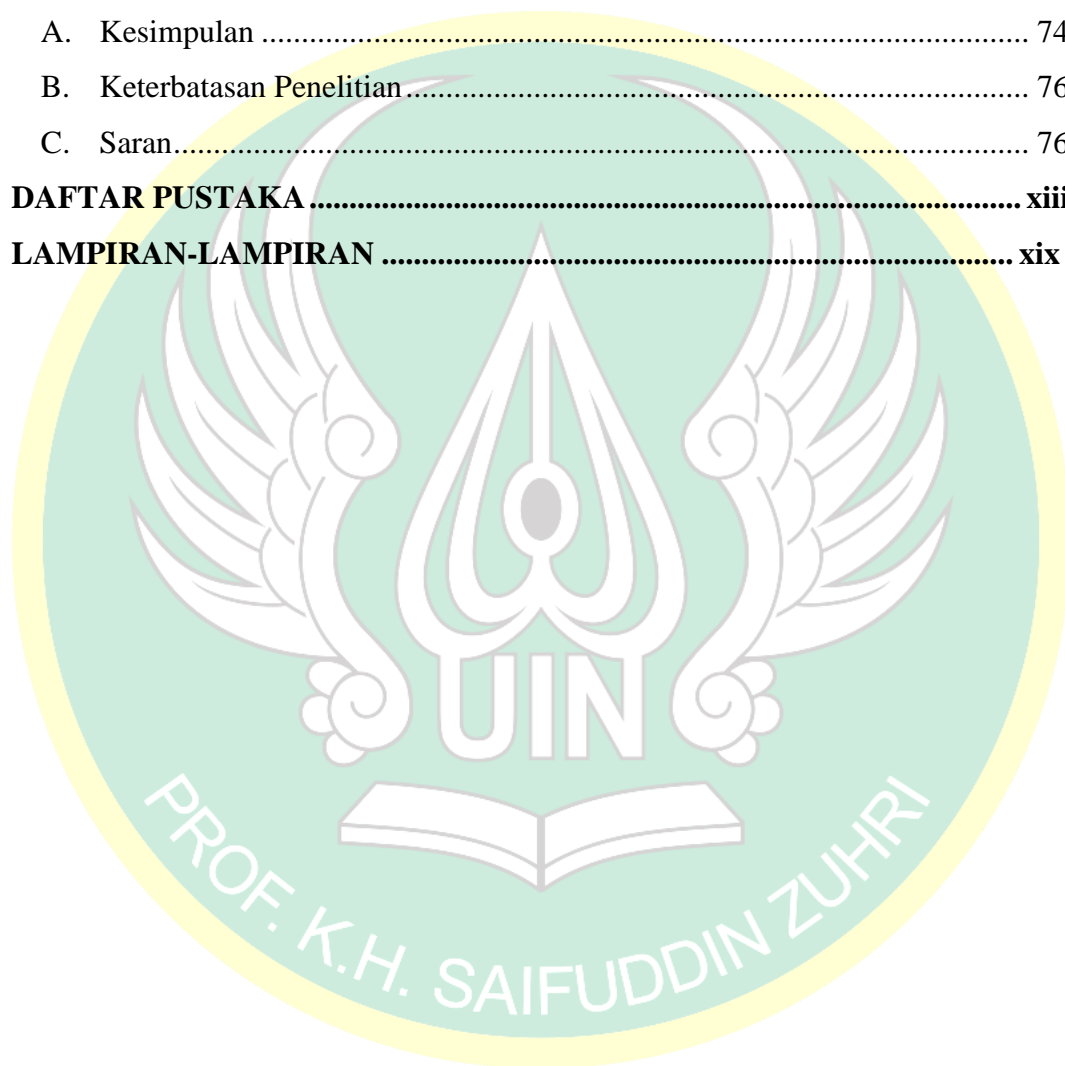 A. Kesimpulan ........................................................................................... 74
B. Keterbatasan Penelitian .......................................................................... 76
C. Saran ..................................................................................................... 76
DAFTAR PUSTAKA ..................................................................................... xiii
LAMPIRAN-LAMPIRAN ............................................................................. xix
UIN
PROF. K.H. SAIFUDDIN ZUHRI